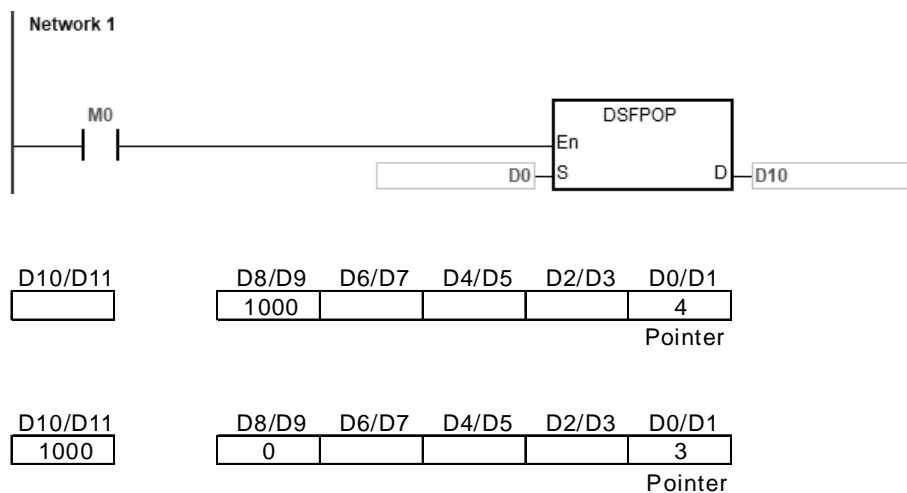 Network 1
M0
DSFPOP
En
D0 S D D10
D10/D11 D8/D9 D6/D7 D4/D5 D2/D3 D0/D1
1000 4
Pointer
D10/D11 D8/D9 D6/D7 D4/D5 D2/D3 D0/D1
1000 0 3
Pointer